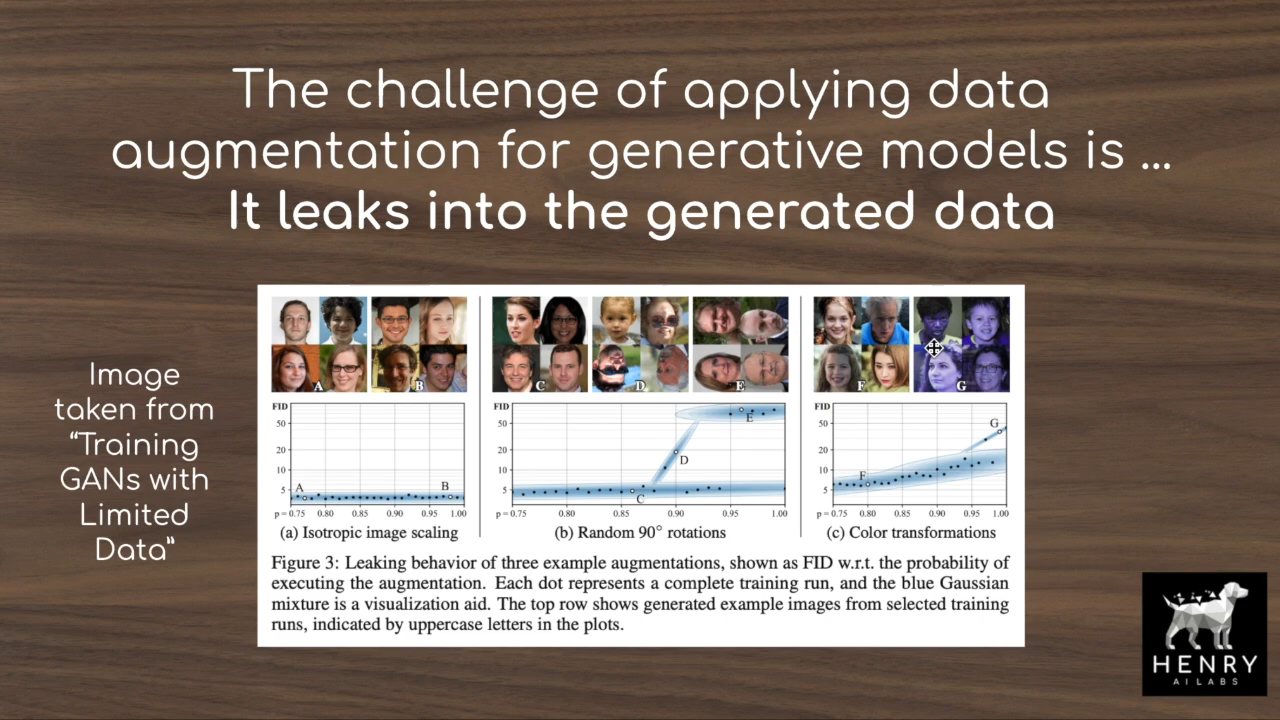 The challenge of applying data
augmentation for generative models is ...
It leaks into the generated data
Image
taken from
“Training
GANs with
Limited
Data”
A
B
C
D
E
F
G
FID
50
20
10
5
A
B
p = 0.75 0.80 0.85 0.90 0.95 1.00
(a) Isotropic image scaling
FID
50
20
10
5
C
D
E
p = 0.75 0.80 0.85 0.90 0.95 1.00
(b) Random 90° rotations
FID
50
20
10
5
F
G
p = 0.75 0.80 0.85 0.90 0.95 1.00
(c) Color transformations
Figure 3: Leaking behavior of three example augmentations, shown as FID w.r.t. the probability of
executing the augmentation. Each dot represents a complete training run, and the blue Gaussian
mixture is a visualization aid. The top row shows generated example images from selected training
runs, indicated by uppercase letters in the plots.
HENRY
AI LABS